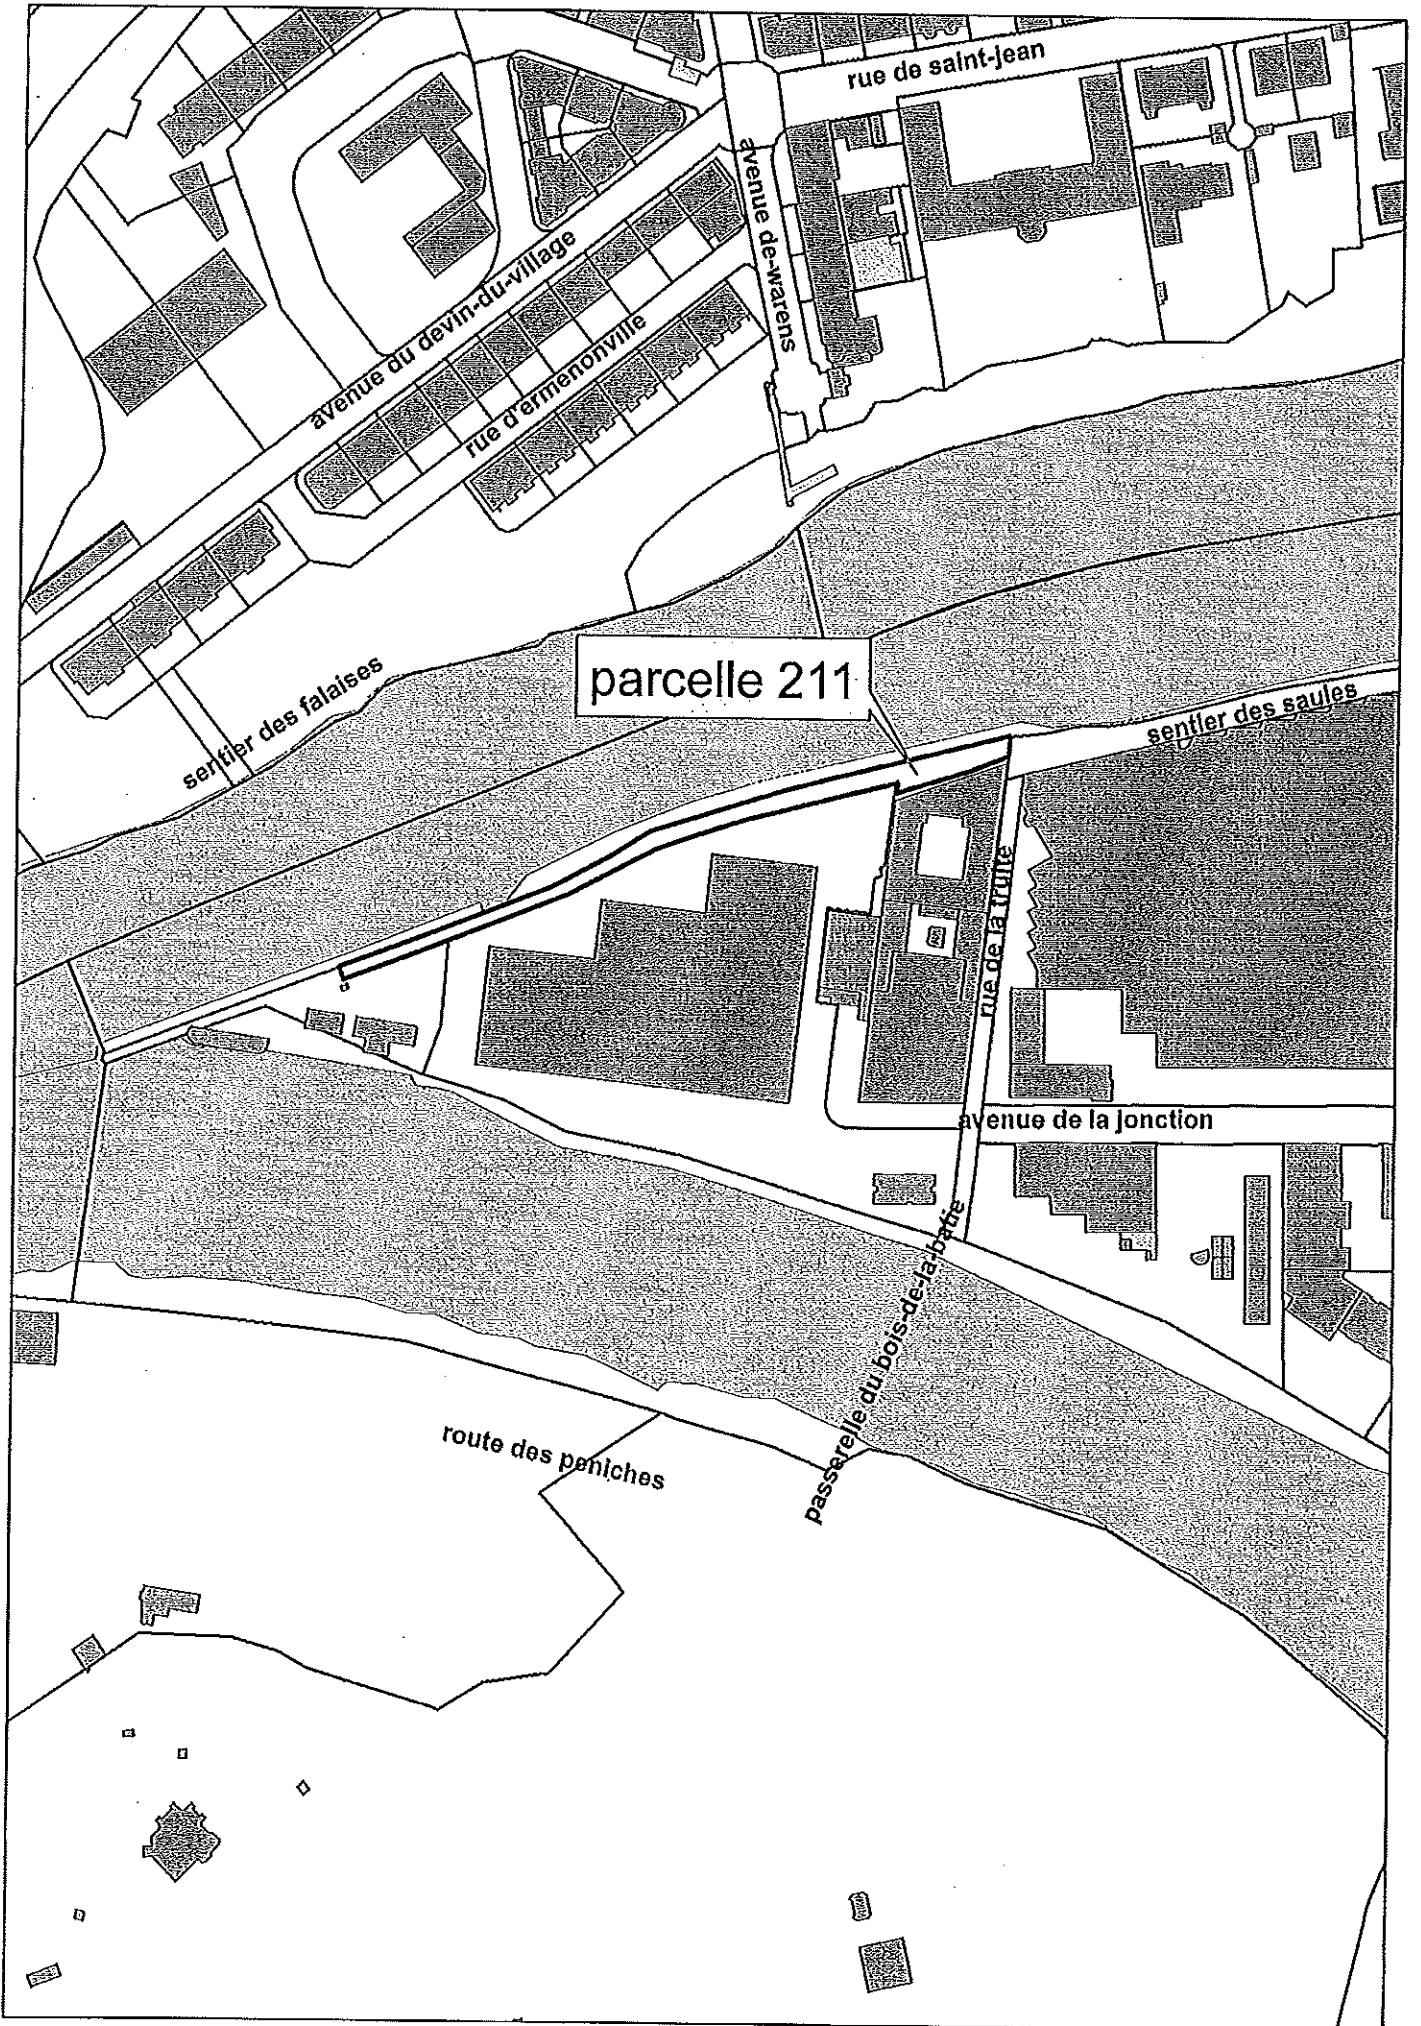 rue de saint-jean
avenue de-warens
avenue du devin-du-village
rue d'ermenonville
sentier des falaises
parcelle 211
sentier des saules
rue de la truite
avenue de la jonction
passerelle du bois-de-la-batie
route des peniches